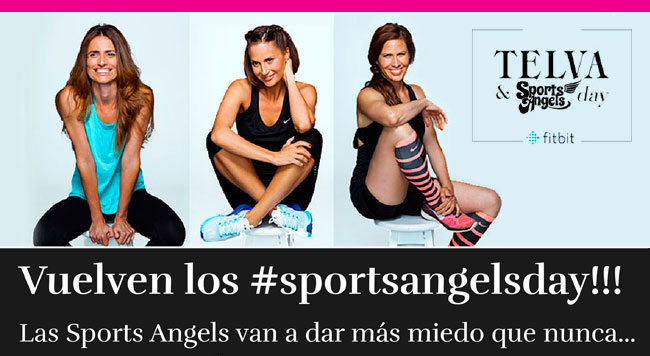 TELVA
& Sports Angels day
fitbit
Vuelven los #sportsangelsday!!!
Las Sports Angels van a dar más miedo que nunca...